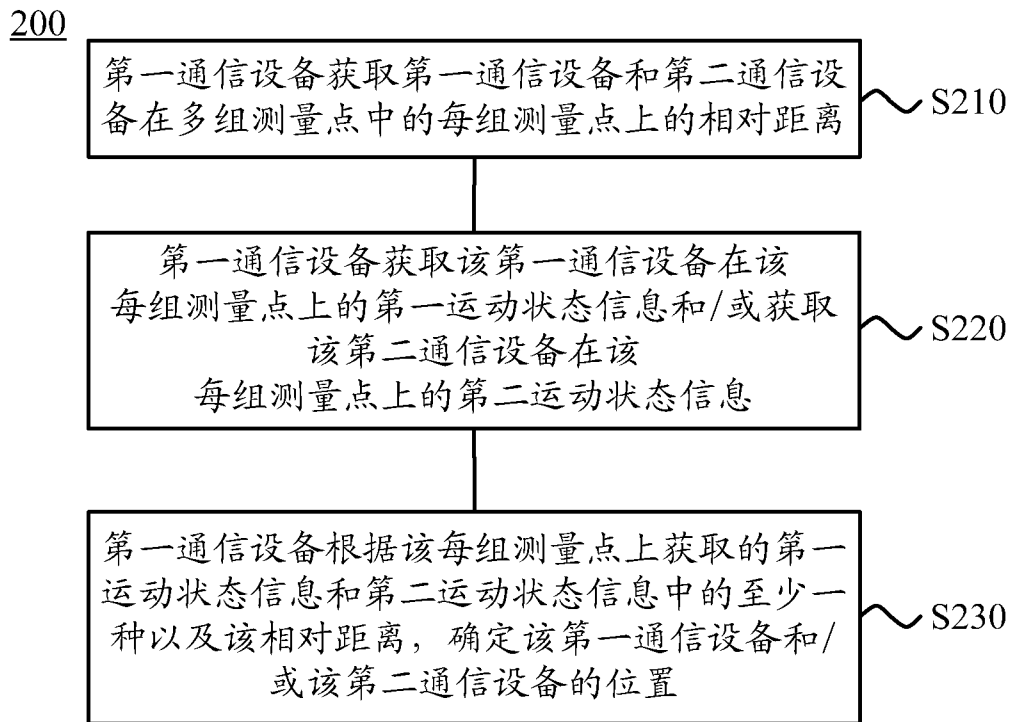 200
第一通信设备获取第一通信设备和第二通信设
备在多组测量点中的每组测量点上的相对距离
S210
第一通信设备获取该第一通信设备在该
每组测量点上的第一运动状态信息和/或获取
该第二通信设备在该
每组测量点上的第二运动状态信息
S220
第一通信设备根据该每组测量点上获取的第一
运动状态信息和第二运动状态信息中的至少一
种以及该相对距离，确定该第一通信设备和/
或该第二通信设备的位置
S230